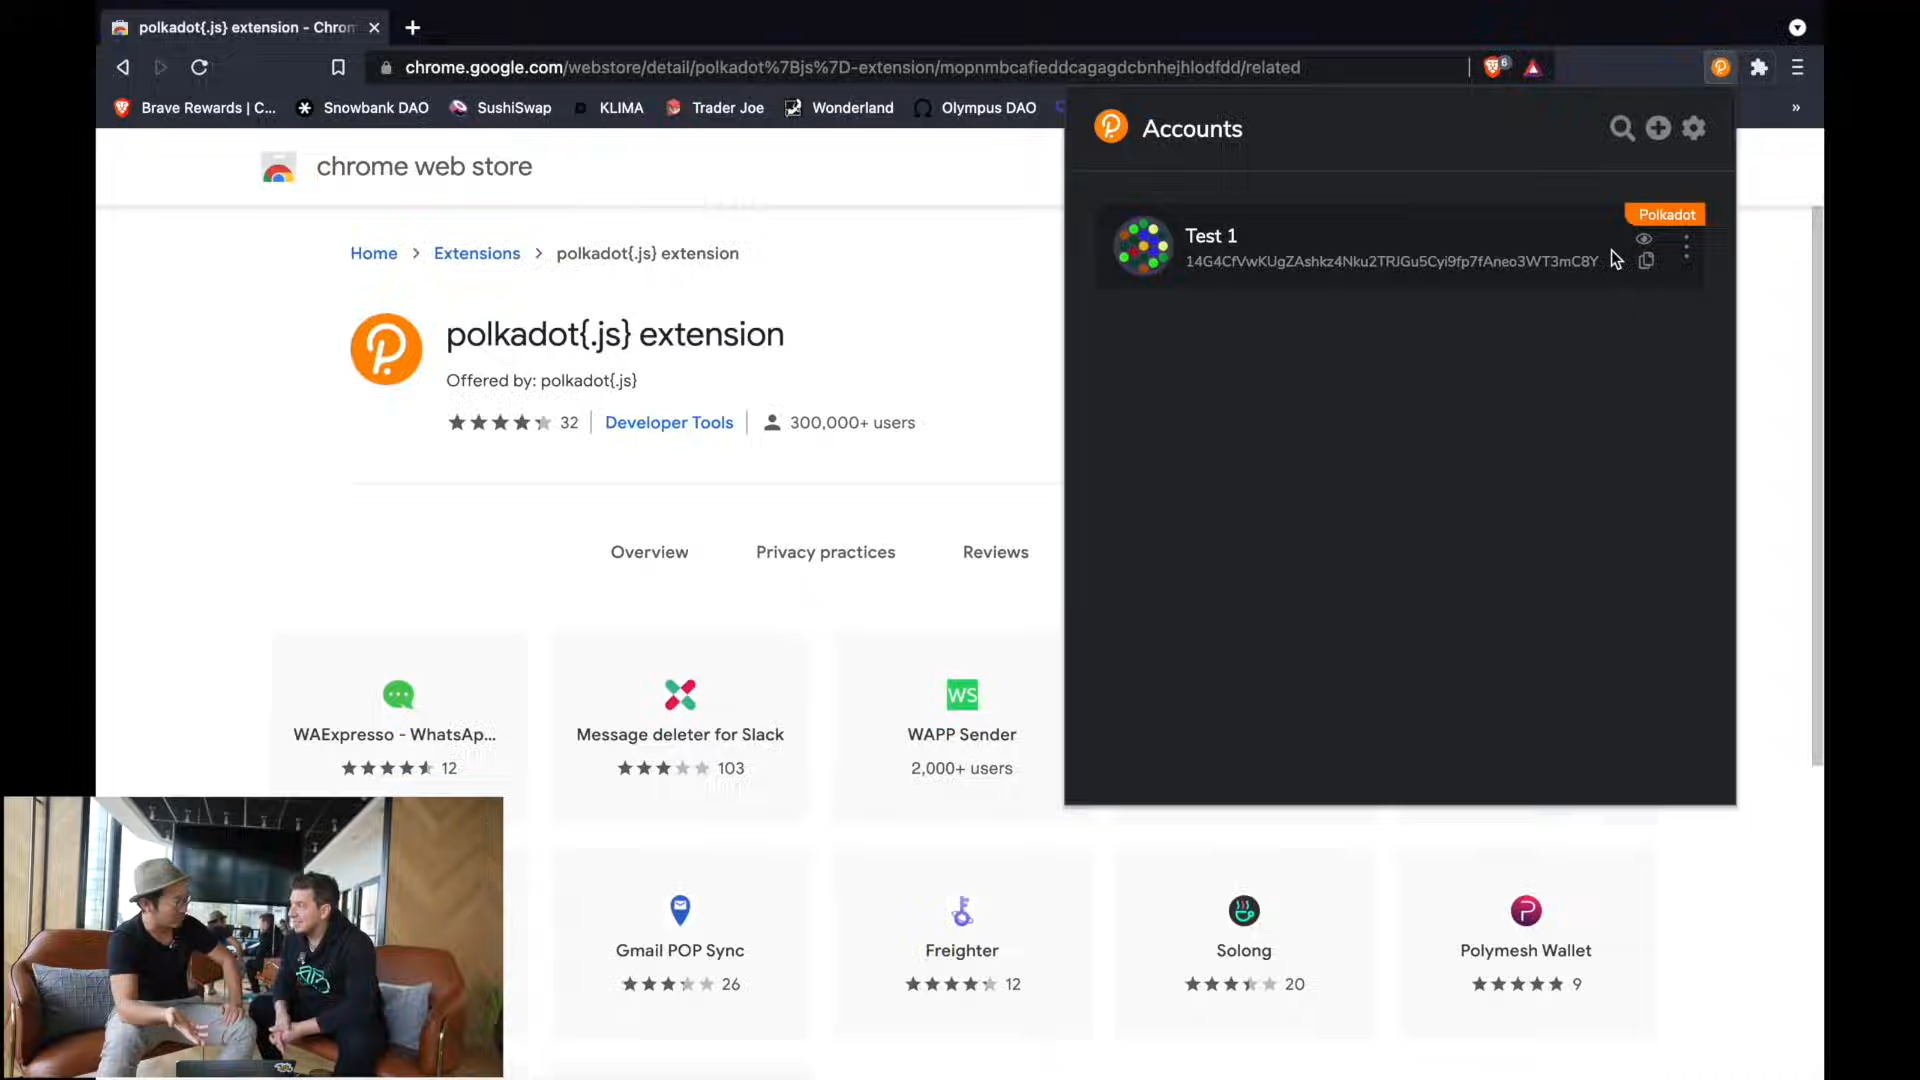 polkadot{.js} extension - Chrom
chrome.google.com/webstore/detail/polkadot%7Bjs%7D-extension/mopnmbcafieddcagagdcbnhejhlodfdd/related
6
Brave Rewards | C...
Snowbank DAO
SushiSwap
KLIMA
Trader Joe
Wonderland
Olympus DAO
»
Accounts
chrome web store
Polkadot
Test 1
14G4CfVwKUgZAshkz4Nku2TRJGu5Cyi9fp7fAneo3WT3mC8Y
Home > Extensions > polkadot{.js} extension
polkadot{.js} extension
Offered by: polkadot{.js}
32
Developer Tools
300,000+ users
Overview
Privacy practices
Reviews
WS
WAExpresso - WhatsAp...
12
Message deleter for Slack
103
WAPP Sender
2,000+ users
Gmail POP Sync
26
Freighter
12
Solong
20
Polymesh Wallet
9